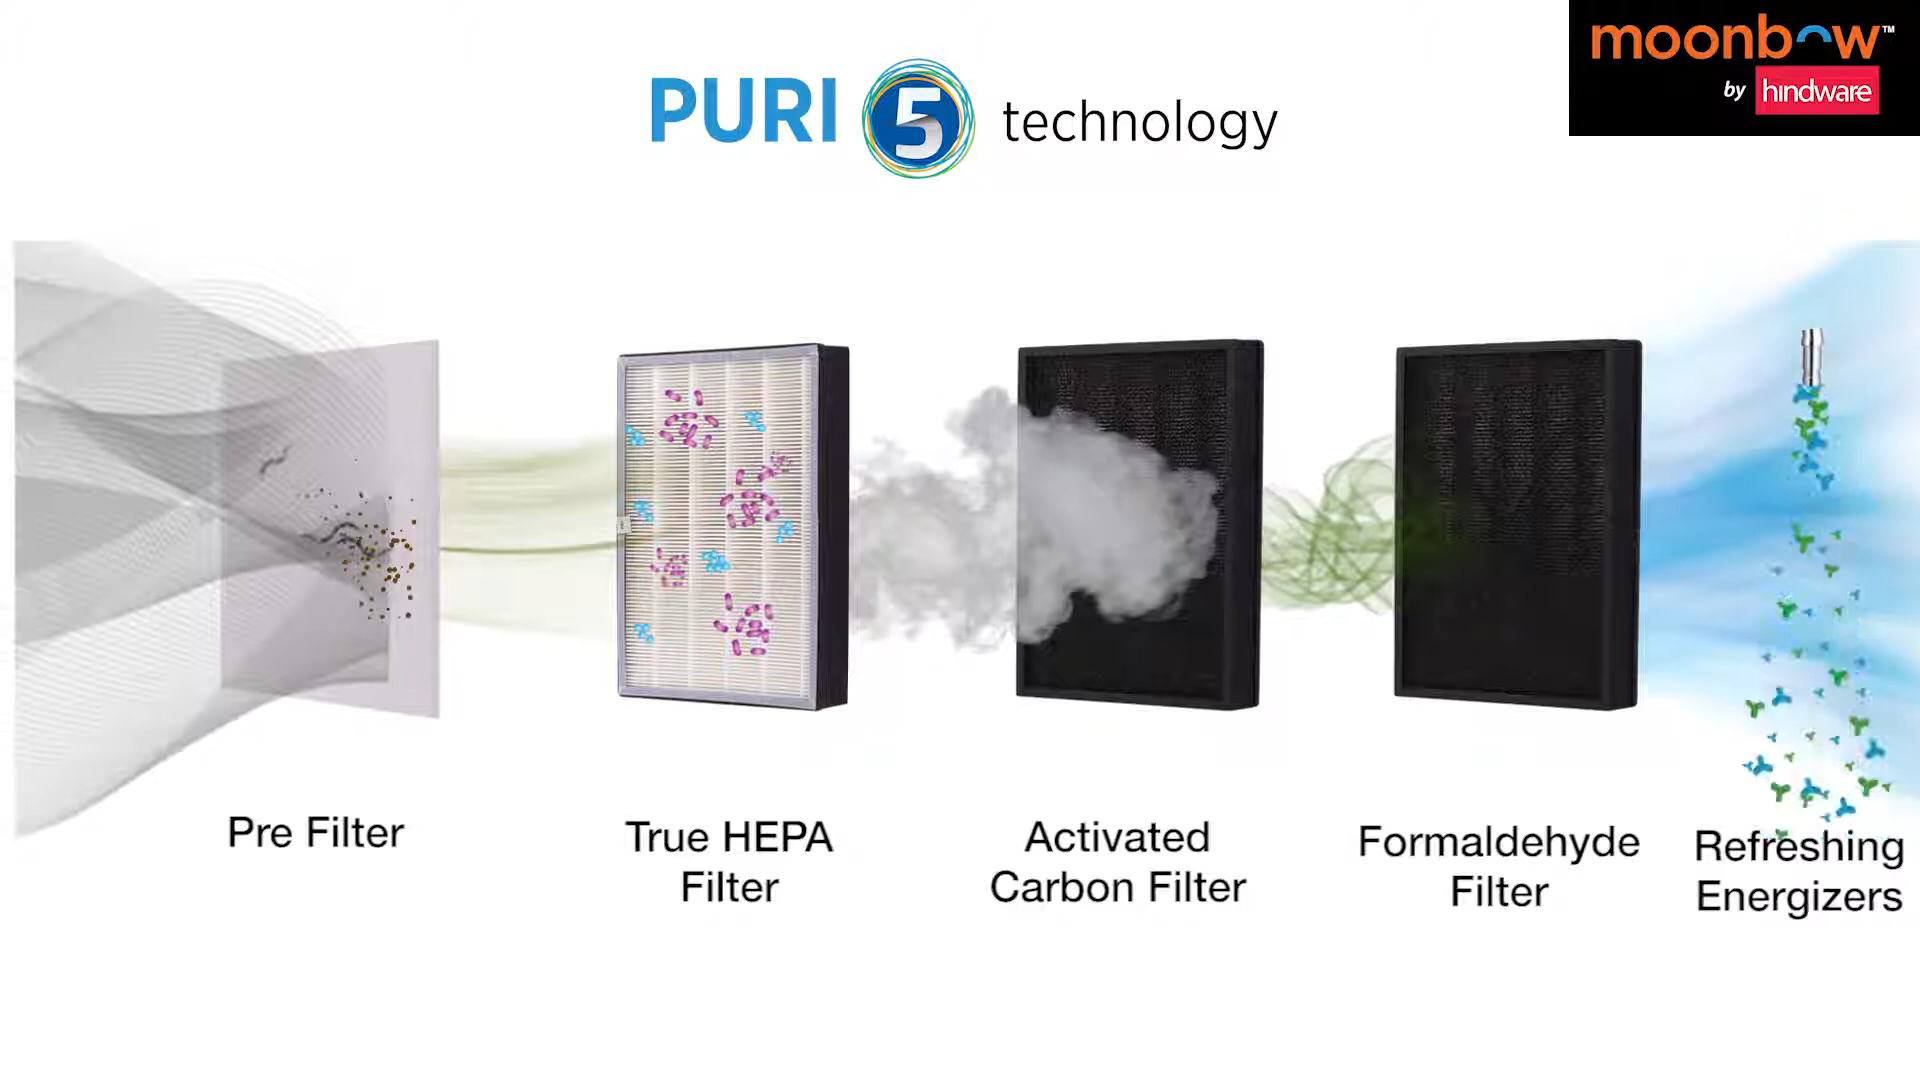 moonbow™
by hindware
PURI 5 technology
Pre Filter
True HEPA
Filter
Activated
Carbon Filter
Formaldehyde
Filter
Refreshing
Energizers